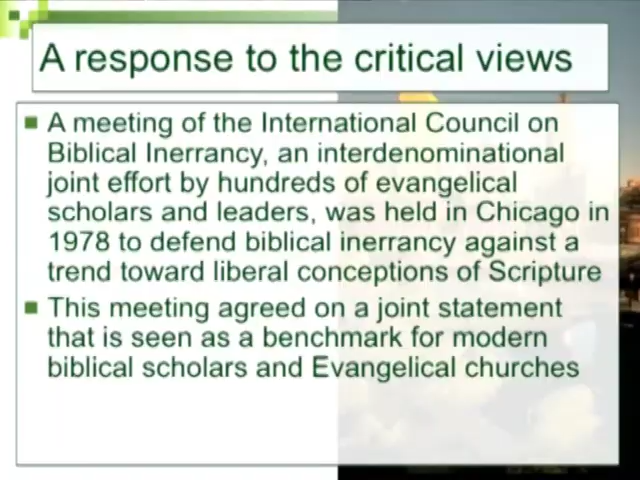 A response to the critical views
A meeting of the International Council on
Biblical Inerrancy, an interdenominational
joint effort by hundreds of evangelical
scholars and leaders, was held in Chicago in
1978 to defend biblical inerrancy against a
trend toward liberal conceptions of Scripture
This meeting agreed on a joint statement
that is seen as a benchmark for modern
biblical scholars and Evangelical churches